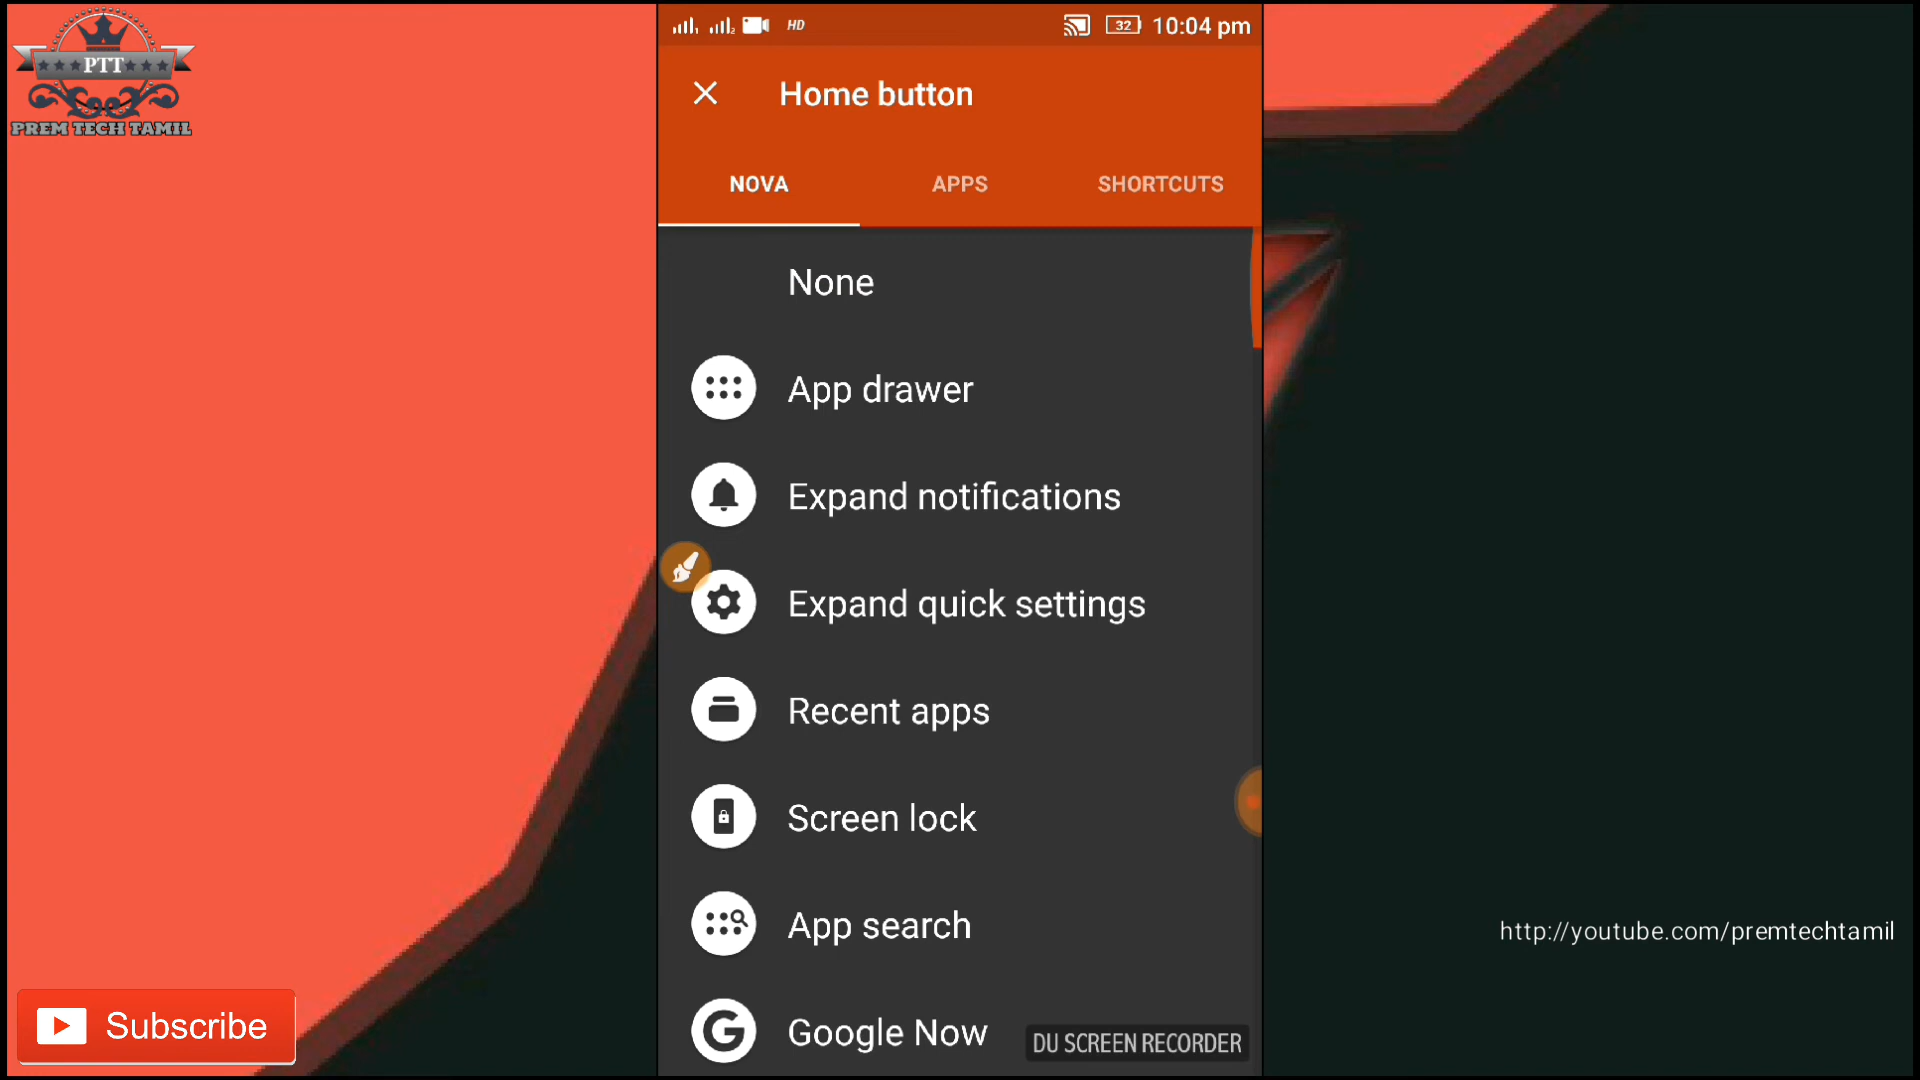 PTT
PREM TECH TAMIL
HD
32
10:04 pm
Home button
NOVA
APPS
SHORTCUTS
None
App drawer
Expand notifications
Expand quick settings
Recent apps
Screen lock
App search
Google Now
DU SCREEN RECORDER
http://youtube.com/premtechtamil
Subscribe